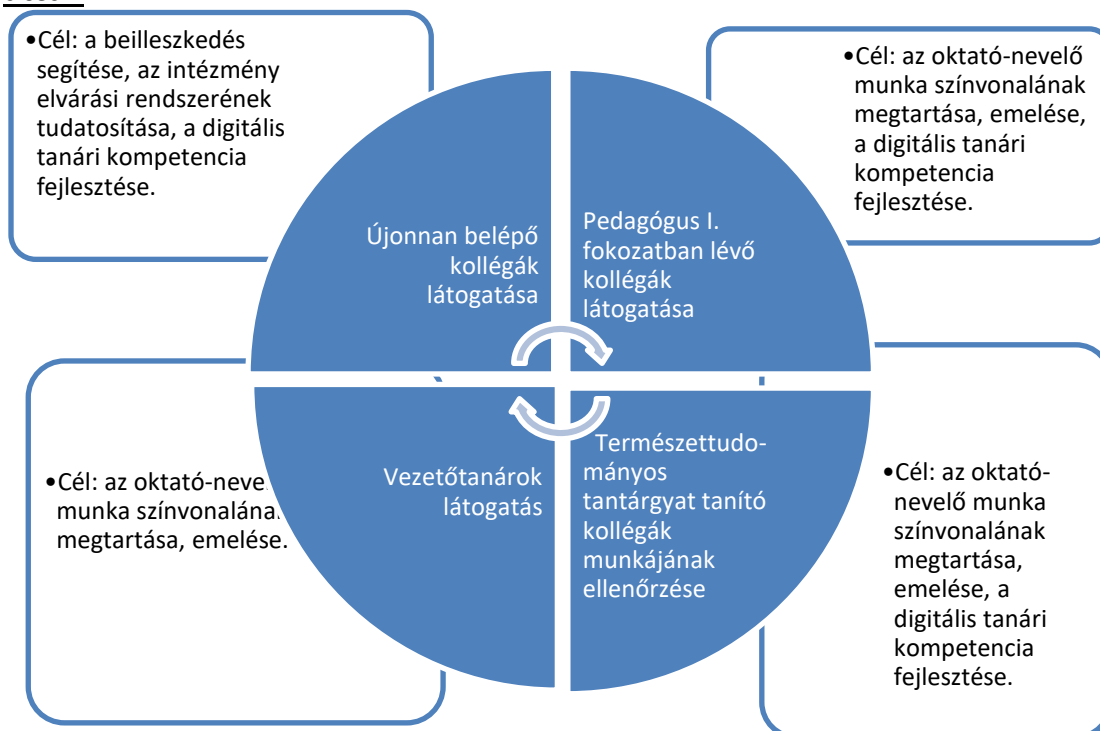 •Cél: a beilleszkedés
segítése, az intézmény
elvárási rendszerének
tudatosítása, a digitális
tanári kompetencia
fejlesztése.
•Cél: az oktató-nevelő
munka színvonalának
megtartása, emelése,
a digitális tanári
kompetencia
fejlesztése.
Újonnan belépő
kollégák
látogatása
Pedagógus I.
fokozatban lévő
kollégák
látogatása
•Cél: az oktató-neve
munka színvonalána
megtartása, emelése.
Vezetőtanárok
látogatás
Természettudo-
mányos
tantárgyat tanító
kollégák
munkájának
ellenőrzése
•Cél: az oktató-
nevelő munka
színvonalának
megtartása,
emelése, a
digitális tanári
kompetencia
fejlesztése.